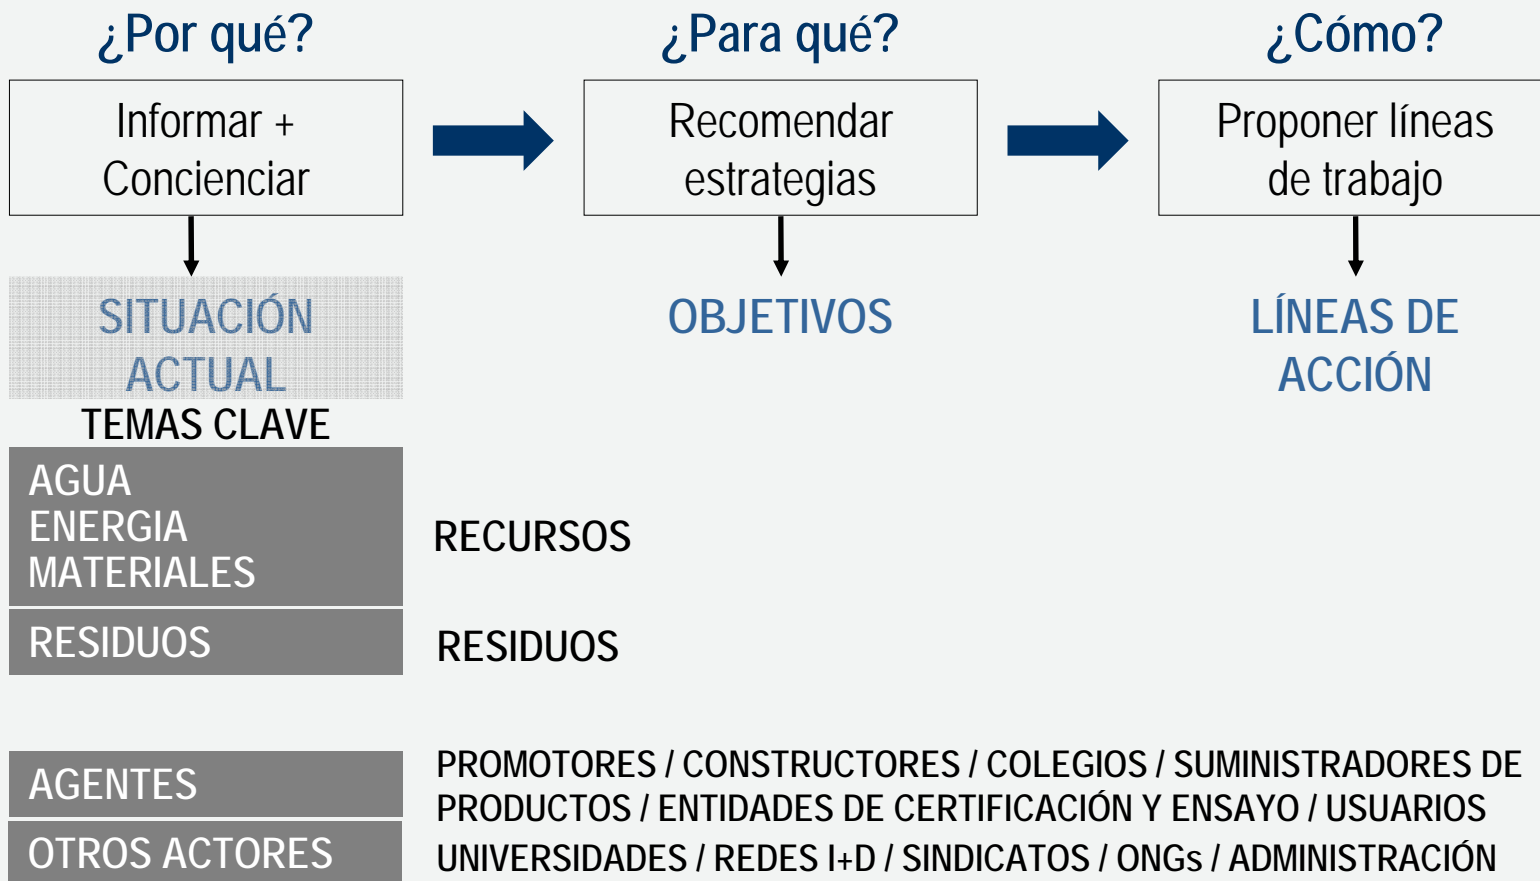 ¿Por qué?
¿Para qué?
¿Cómo?
Informar +
Concienciar
Recomendar
estrategias
Proponer líneas
de trabajo
SITUACIÓN
ACTUAL
OBJETIVOS
LÍNEAS DE
ACCIÓN
TEMAS CLAVE
AGUA
ENERGIA
MATERIALES
RECURSOS
RESIDUOS
RESIDUOS
AGENTES
PROMOTORES / CONSTRUCTORES / COLEGIOS / SUMINISTRADORES DE
PRODUCTOS / ENTIDADES DE CERTIFICACIÓN Y ENSAYO / USUARIOS
OTROS ACTORES
UNIVERSIDADES / REDES I+D / SINDICATOS / ONGs / ADMINISTRACIÓN